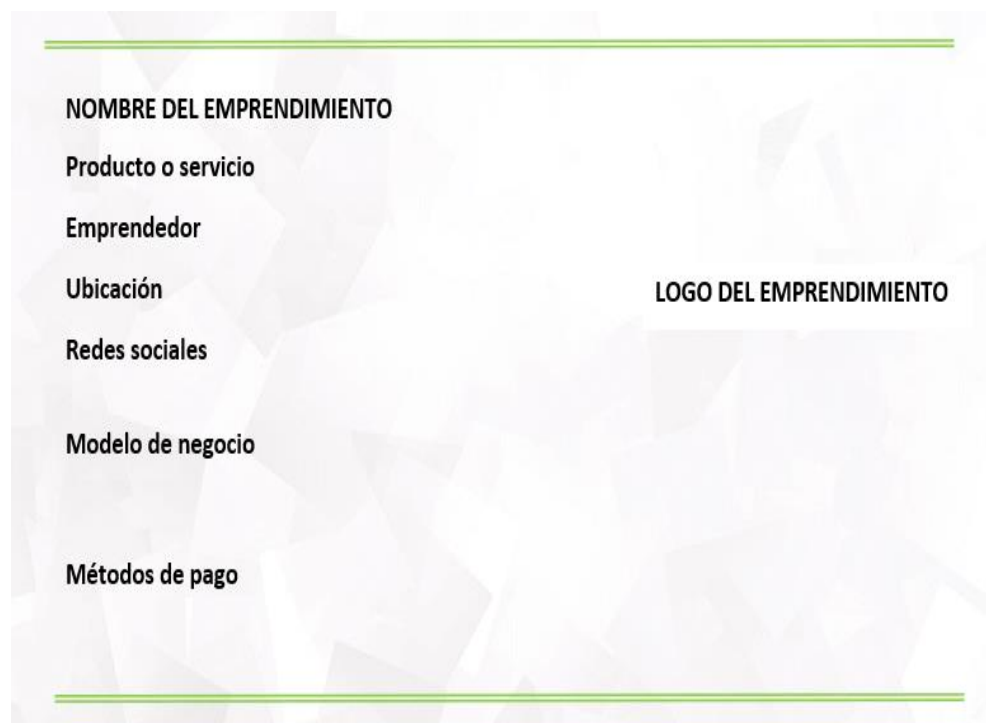 NOMBRE DEL EMPRENDIMIENTO
Producto o servicio
Emprendedor
Ubicación
LOGO DEL EMPRENDIMIENTO
Redes sociales
Modelo de negocio
Métodos de pago